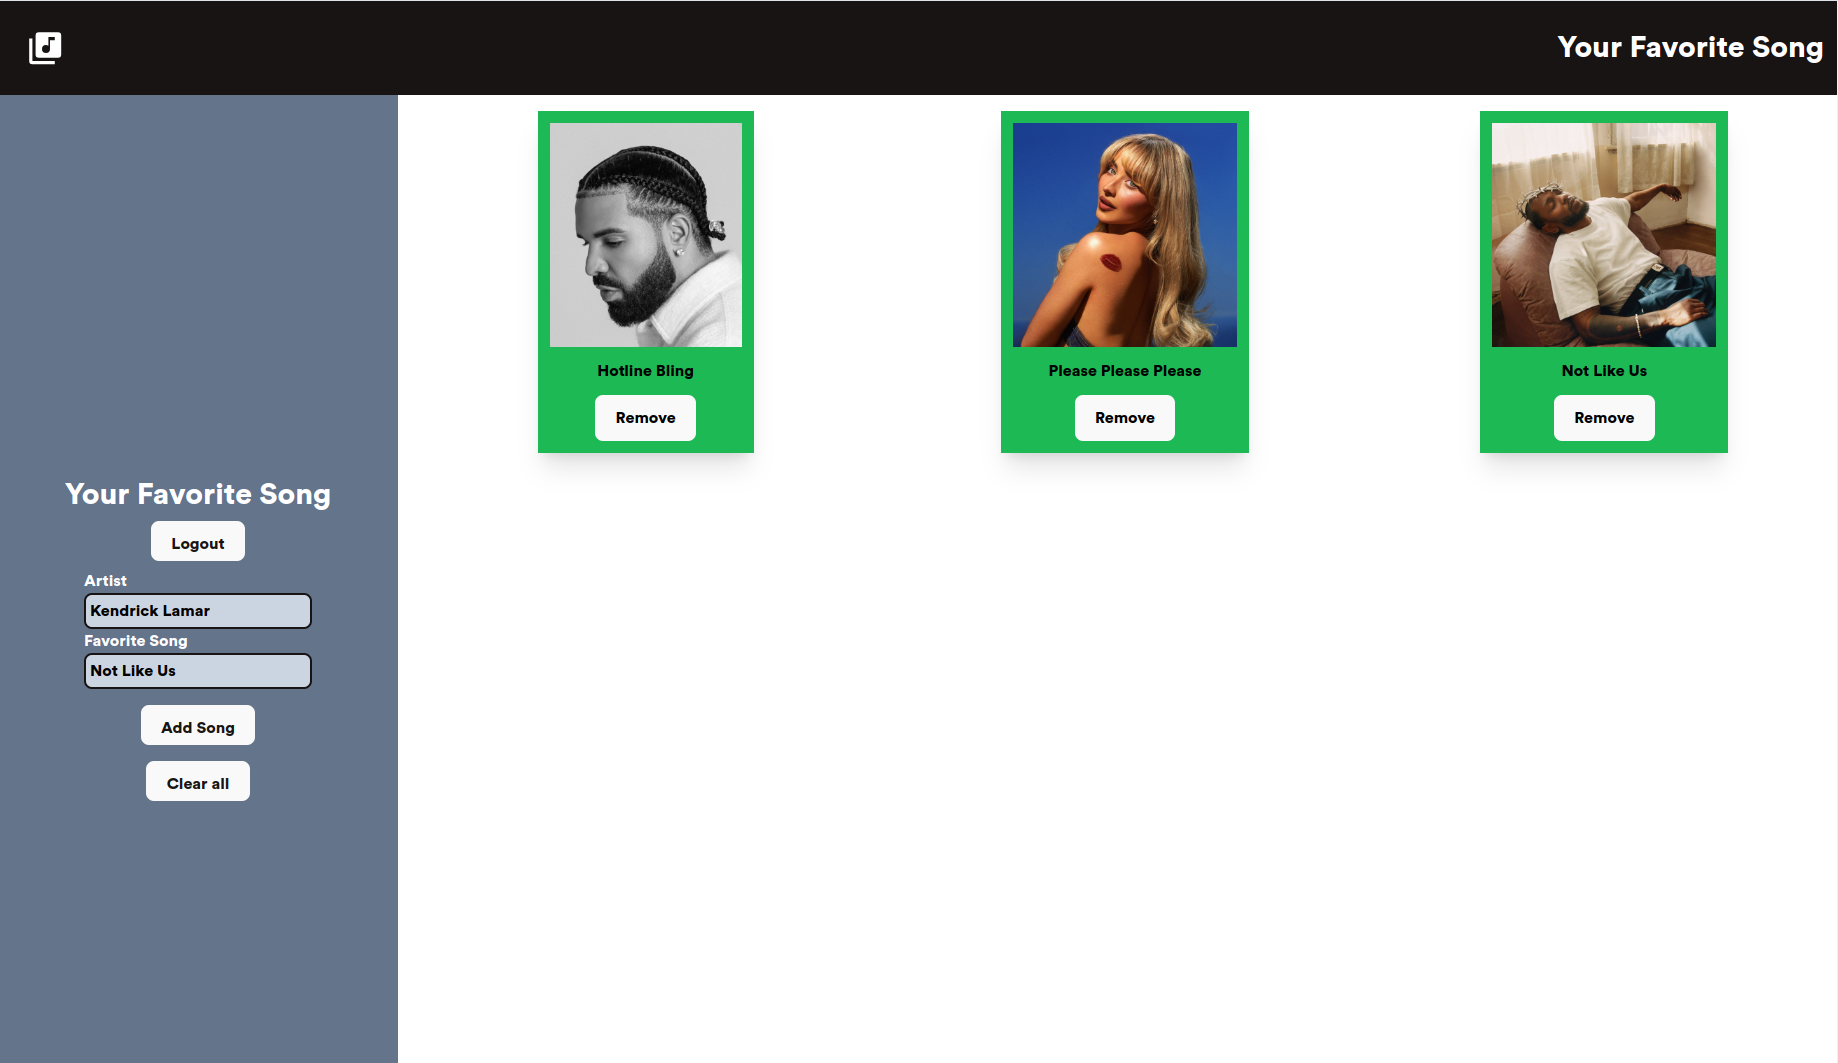 Your Favorite Song
Your Favorite Song
Logout
Artist
Kendrick Lamar
Favorite Song
Not Like Us
Add Song
Clear all
Hotline Bling
Remove
Please Please Please
Remove
Not Like Us
Remove